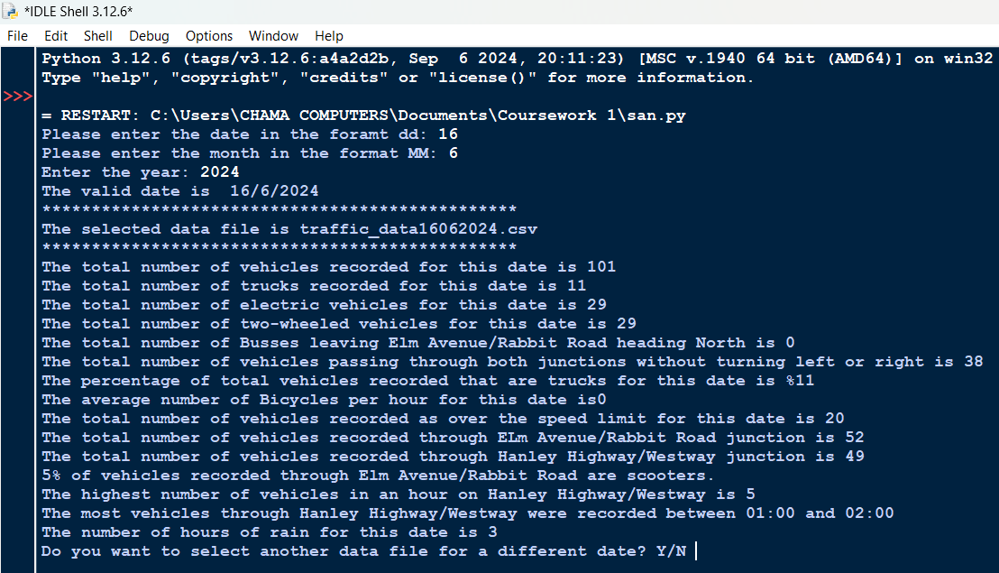 *IDLE Shell 3.12.6*
File Edit Shell Debug Options Window Help
Python 3.12.6 (tags/v3.12.6:a4a2d2b, Sep  6 2024, 20:11:23) [MSC v.1940 64 bit (AMD64)] on win32
Type "help", "copyright", "credits" or "license()" for more information.
>>>
= RESTART: C:\Users\CHAMA COMPUTERS\Documents\Coursework 1\san.py
Please enter the date in the foramt dd: 16
Please enter the month in the format MM: 6
Enter the year: 2024
The valid date is  16/6/2024
************************************************
The selected data file is traffic_data16062024.csv
************************************************
The total number of vehicles recorded for this date is 101
The total number of trucks recorded for this date is 11
The total number of electric vehicles for this date is 29
The total number of two-wheeled vehicles for this date is 29
The total number of Busses leaving Elm Avenue/Rabbit Road heading North is 0
The total number of vehicles passing through both junctions without turning left or right is 38
The percentage of total vehicles recorded that are trucks for this date is %11
The average number of Bicycles per hour for this date is0
The total number of vehicles recorded as over the speed limit for this date is 20
The total number of vehicles recorded through ELm Avenue/Rabbit Road junction is 52
The total number of vehicles recorded through Hanley Highway/Westway junction is 49
5% of vehicles recorded through Elm Avenue/Rabbit Road are scooters.
The highest number of vehicles in an hour on Hanley Highway/Westway is 5
The most vehicles through Hanley Highway/Westway were recorded between 01:00 and 02:00
The number of hours of rain for this date is 3
Do you want to select another data file for a different date? Y/N